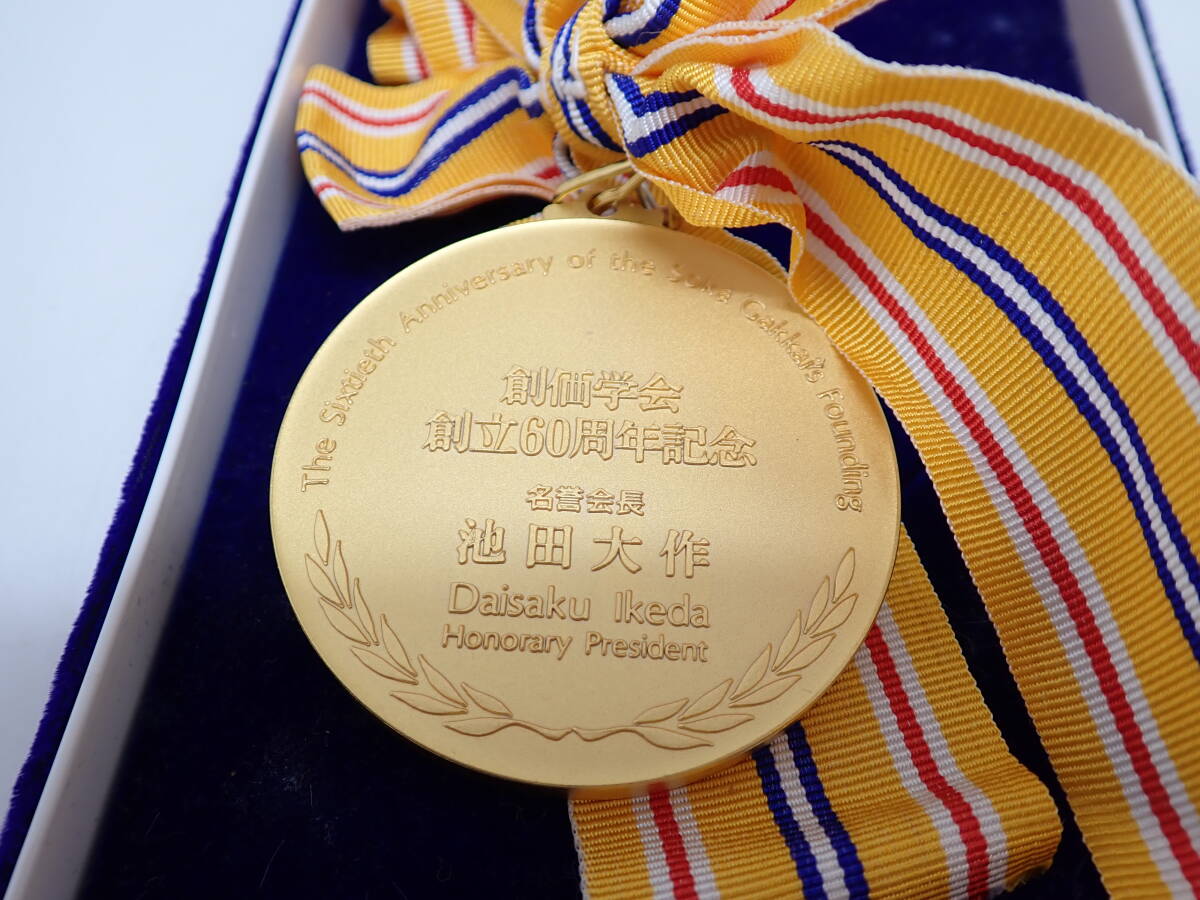 The Sixtieth Anniversary of the Soka Gakkai's Founding
創価学会
創立60周年記念
名誉会長
池田大作
Daisaku Ikeda
Honorary President